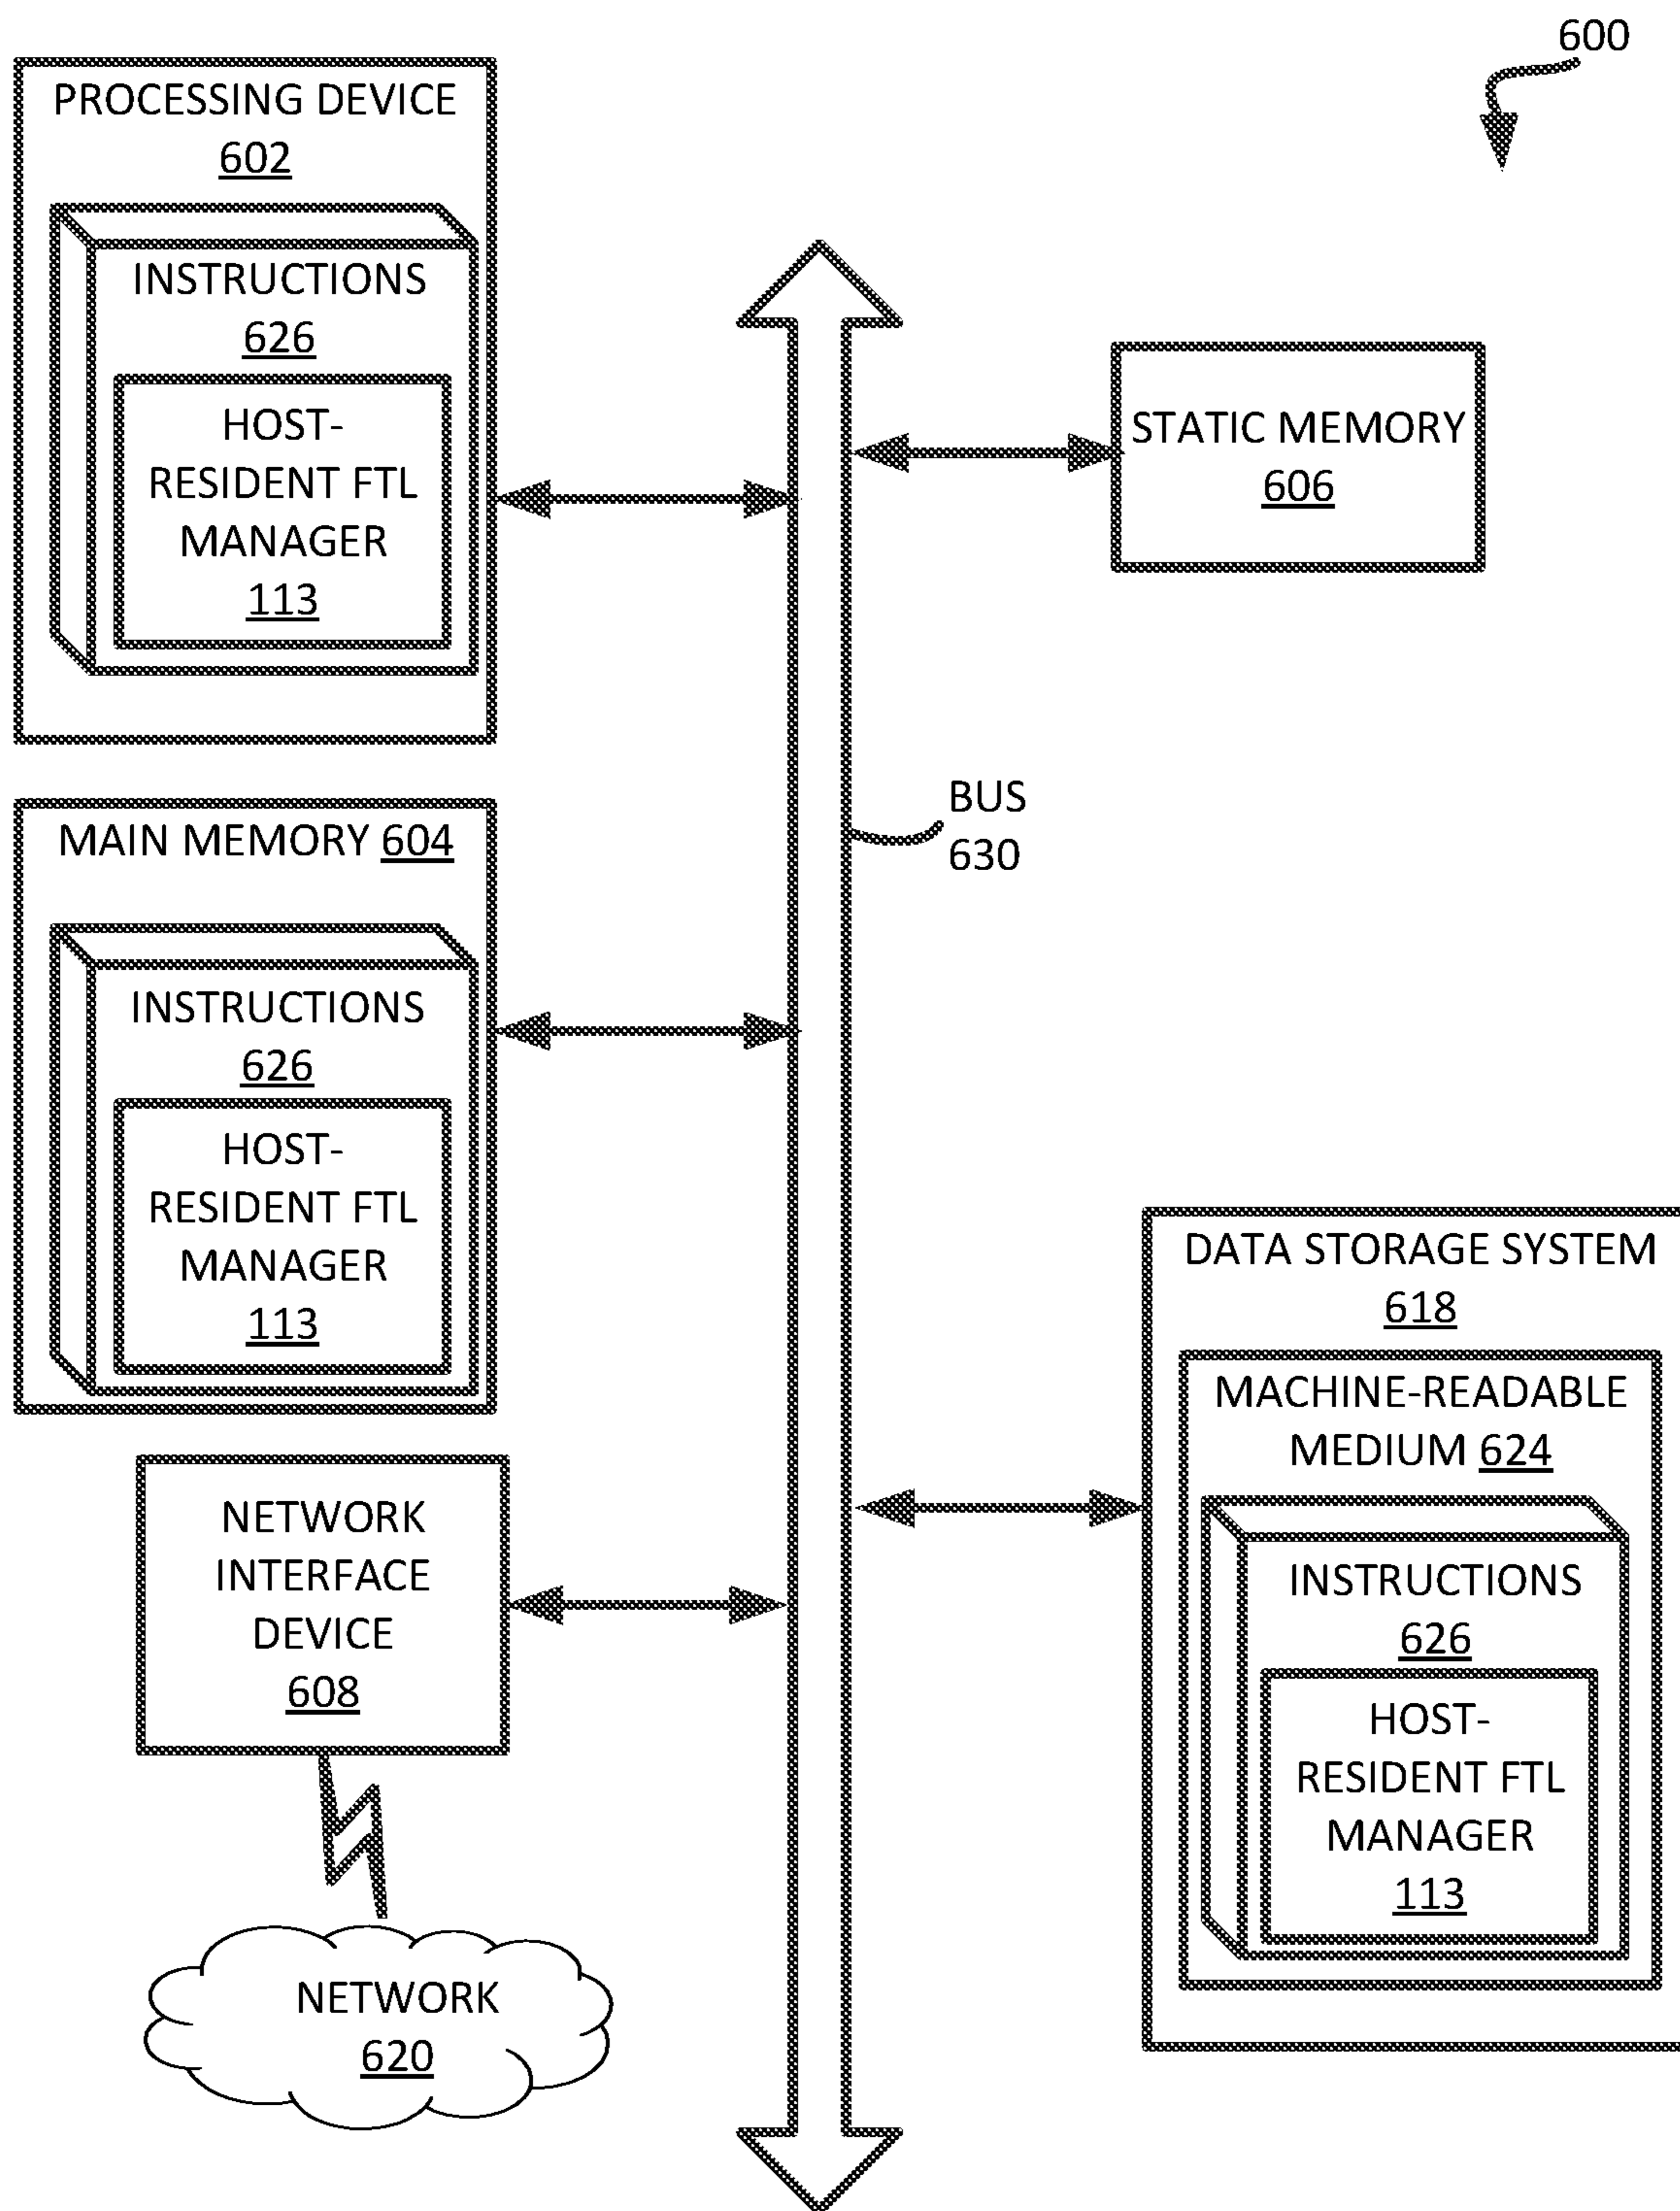 600
PROCESSING DEVICE
602
INSTRUCTIONS
626
HOST-
RESIDENT FTL
MANAGER
113
STATIC MEMORY
606
BUS
630
MAIN MEMORY 604
INSTRUCTIONS
626
HOST-
RESIDENT FTL
MANAGER
113
DATA STORAGE SYSTEM
618
MACHINE-READABLE
MEDIUM 624
INSTRUCTIONS
626
HOST-
RESIDENT FTL
MANAGER
113
NETWORK
INTERFACE
DEVICE
608
NETWORK
620